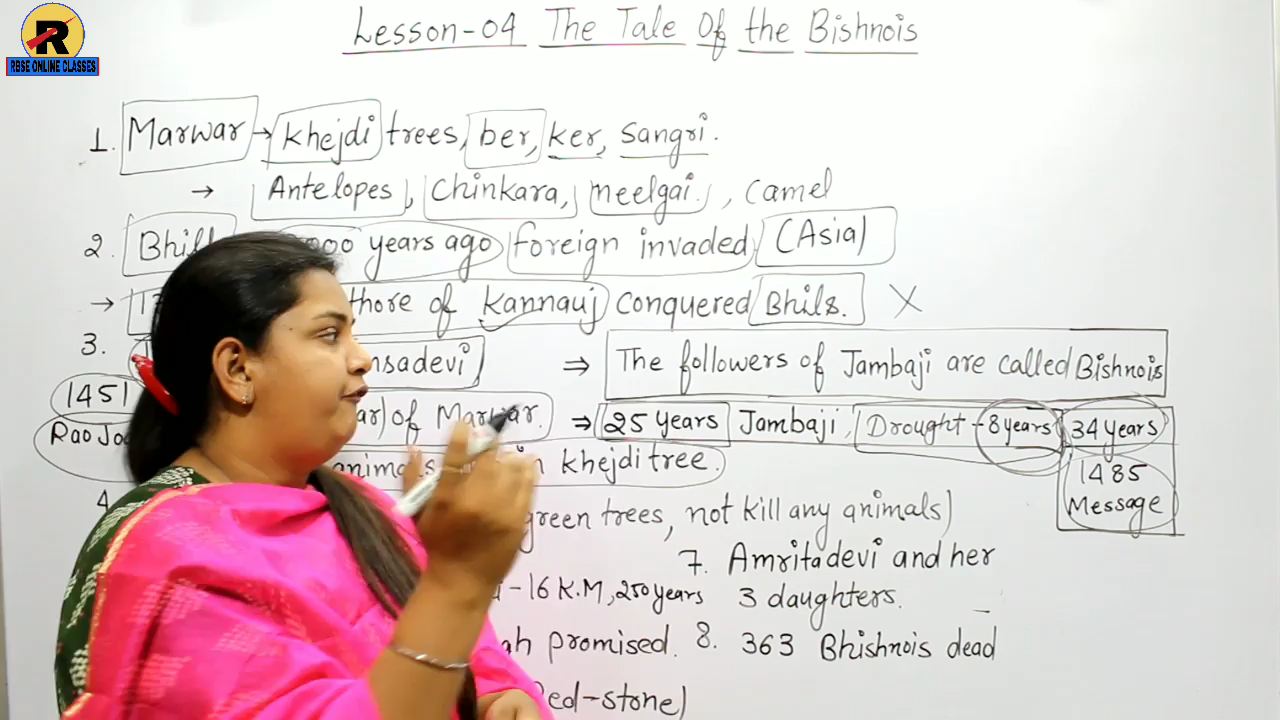 R
RBSE ONLINE CLASSES
Lesson-04 The Tale Of the Bishnois
1. Marwar → Khejdi trees, ber, ker, sangri.
→ Antelopes, Chinkara, neelgai, camel
2. years ago foreign invaded (Asia)
→ of Kannauj conquered Bhils. X
3. ⇒ The followers of Jambaji are called Bishnois
1451 of Marwar. ⇒ 25 years Jambaji, Drought - 8 years 34 years
Rao animals in khejdi tree. 1485
Message
4 green trees, not kill any animals)
7. Amritadevi and her
- 16 K.M, 250 years 3 daughters.
promised. 8. 363 Bhishnois dead
Red-stone)